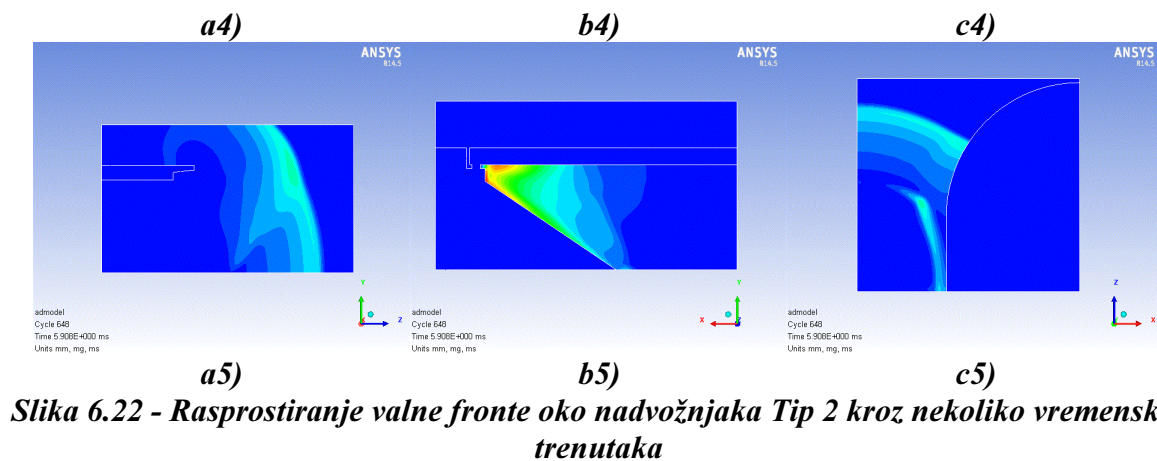 a4) b4) c4)
ANSYS ANSYS ANSYS
R14.5 R14.5 R14.5
Y Y Z
Z X X
admodel admodel admodel
Cycle 648 Cycle 648 Cycle 648
Time 5.908E+000 ms Time 5.908E+000 ms Time 5.908E+000 ms
Units mm, mg, ms Units mm, mg, ms Units mm, mg, ms
a5) b5) c5)
Slika 6.22 - Rasprostiranje valne fronte oko nadvožnjaka Tip 2 kroz nekoliko vremensk
trenutaka